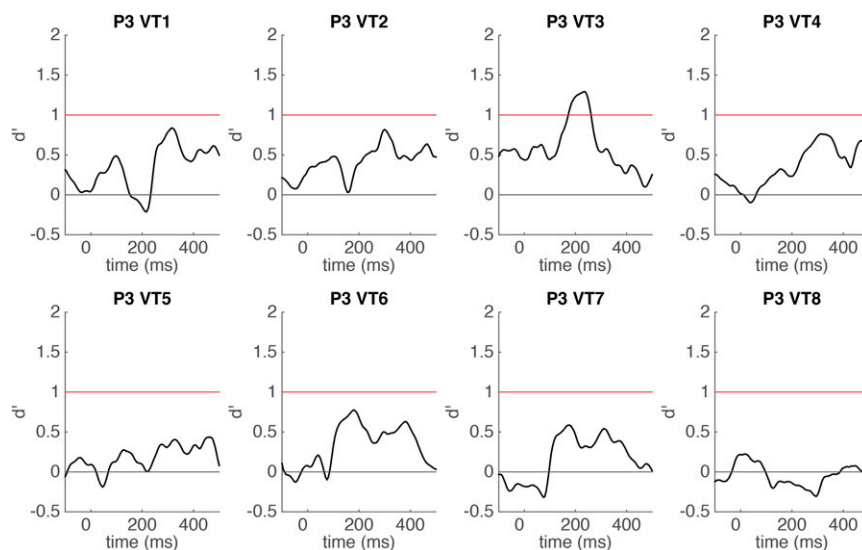 P3 VT1 P3 VT2 P3 VT3 P3 VT4
2 2 2 2
1.5 1.5 1.5 1.5
1 1 1 1
d' d' d' d'
0.5 0.5 0.5 0.5
0 0 0 0
-0.5 -0.5 -0.5 -0.5
0 200 400 0 200 400 0 200 400 0 200 400
time (ms) time (ms) time (ms) time (ms)
P3 VT5 P3 VT6 P3 VT7 P3 VT8
2 2 2 2
1.5 1.5 1.5 1.5
1 1 1 1
d' d' d' d'
0.5 0.5 0.5 0.5
0 0 0 0
-0.5 -0.5 -0.5 -0.5
0 200 400 0 200 400 0 200 400 0 200 400
time (ms) time (ms) time (ms) time (ms)